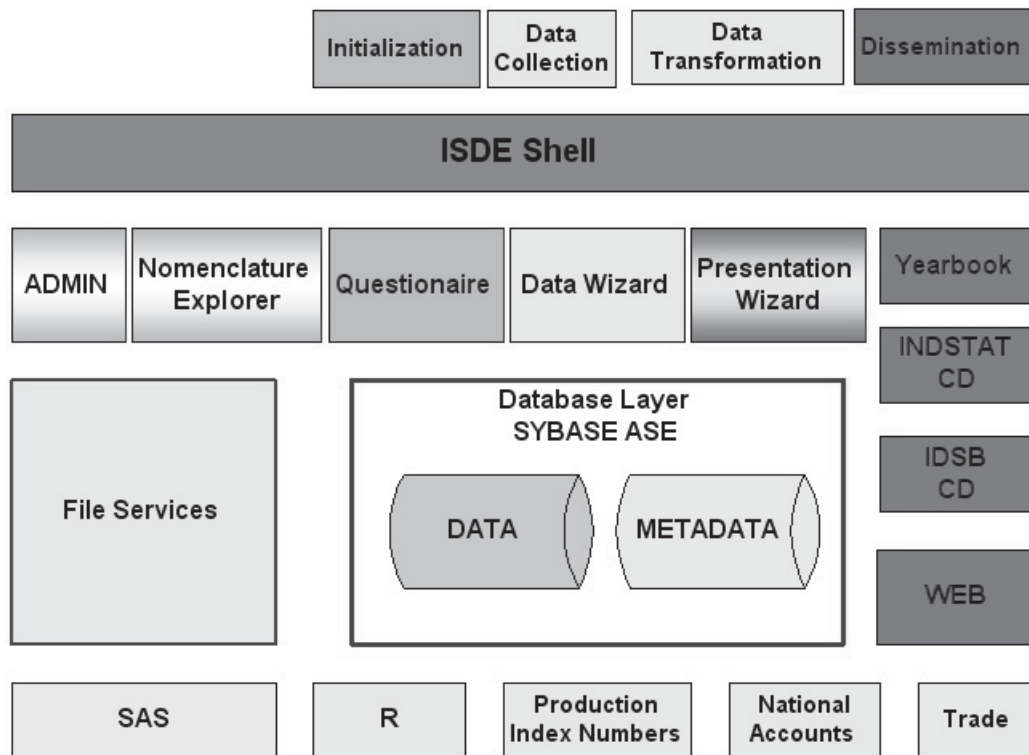 Initialization
Data
Collection
Data
Transformation
Dissemination
ISDE Shell
ADMIN
Nomenclature
Explorer
Questionaire
Data Wizard
Presentation
Wizard
Yearbook
INDSTAT
CD
IDSB
CD
WEB
File Services
Database Layer
SYBASE ASE
DATA
METADATA
SAS
R
Production
Index Numbers
National
Accounts
Trade